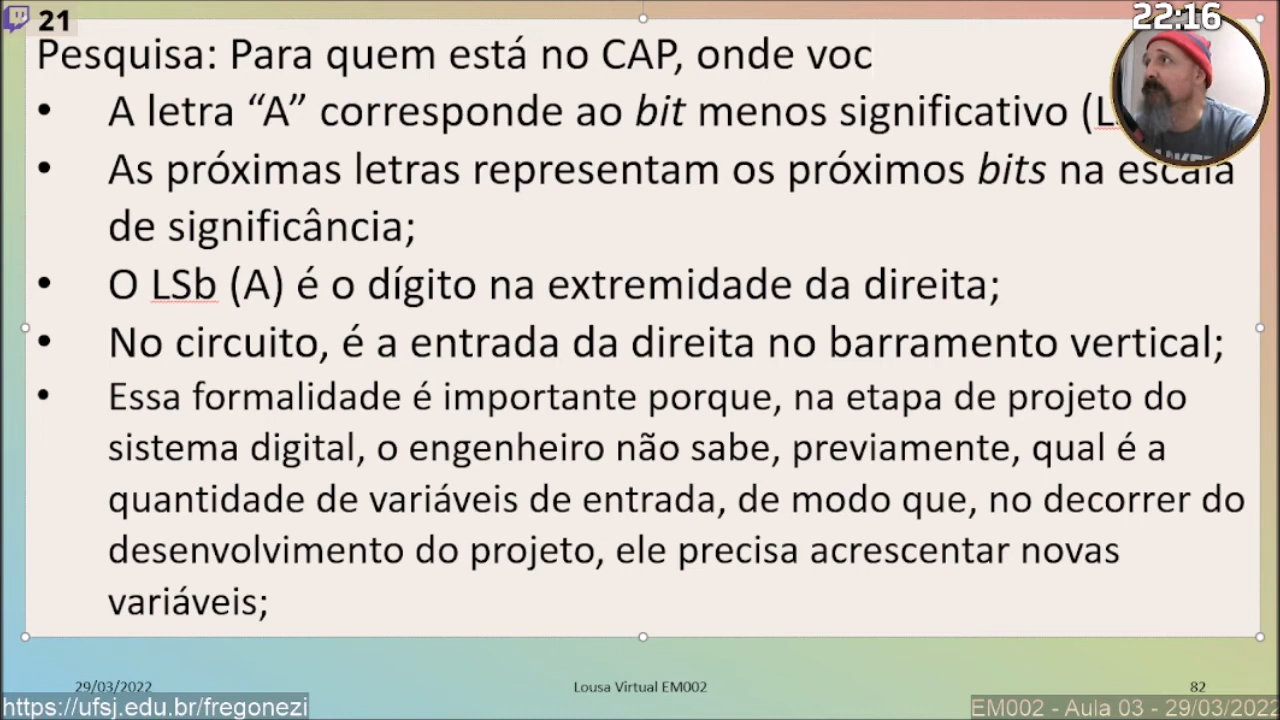 21
22:16
Pesquisa: Para quem está no CAP, onde voc
• A letra “A” corresponde ao bit menos significativo
• As próximas letras representam os próximos bits na escala
de significância;
• O LSb (A) é o dígito na extremidade da direita;
• No circuito, é a entrada da direita no barramento vertical;
• Essa formalidade é importante porque, na etapa de projeto do
sistema digital, o engenheiro não sabe, previamente, qual é a
quantidade de variáveis de entrada, de modo que, no decorrer do
desenvolvimento do projeto, ele precisa acrescentar novas
variáveis;
29/03/2022
Lousa Virtual EM002
82
https://ufsj.edu.br/fregonezi
EM002 - Aula 03 - 29/03/2022